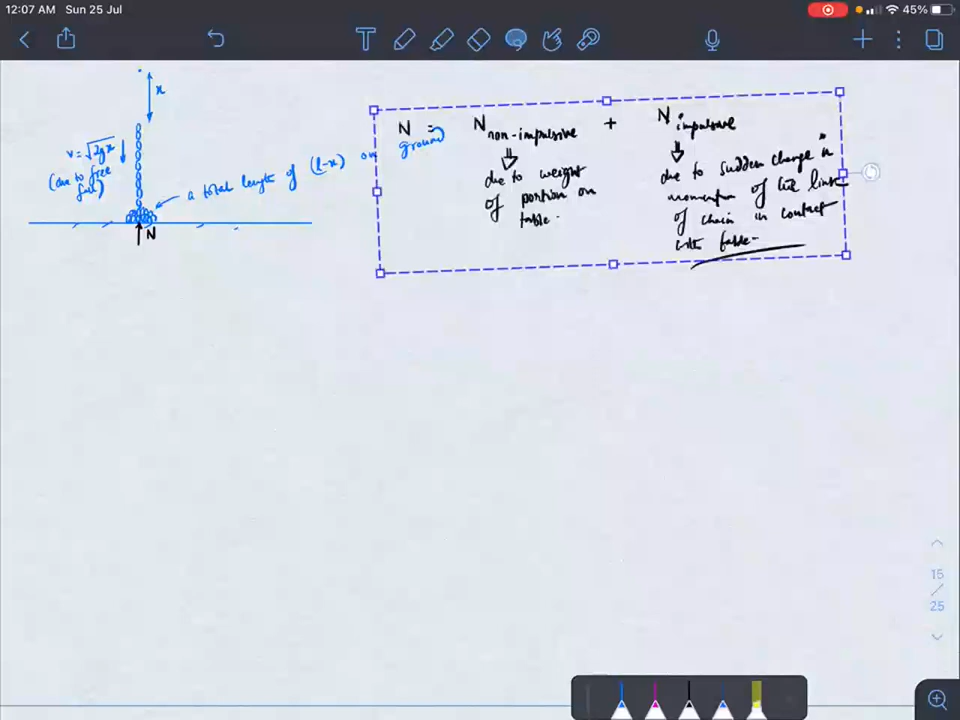 12:07 AM Sun 25 Jul
45%
x
v = √2gx
(due to free
fall)
a total length of (l-x) on
ground
N
N = N non-impulsive + N impulsive
due to weight
of portion on
table.
due to sudden change in
momentum of the links
of chain in contact
with table-
15
/
25